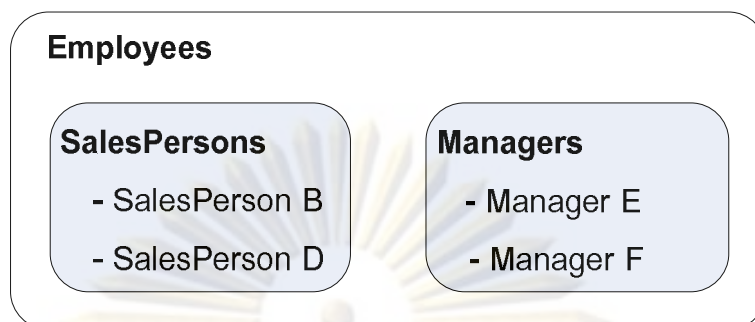 Employees
SalesPersons
- SalesPerson B
- SalesPerson D
Managers
- Manager E
- Manager F